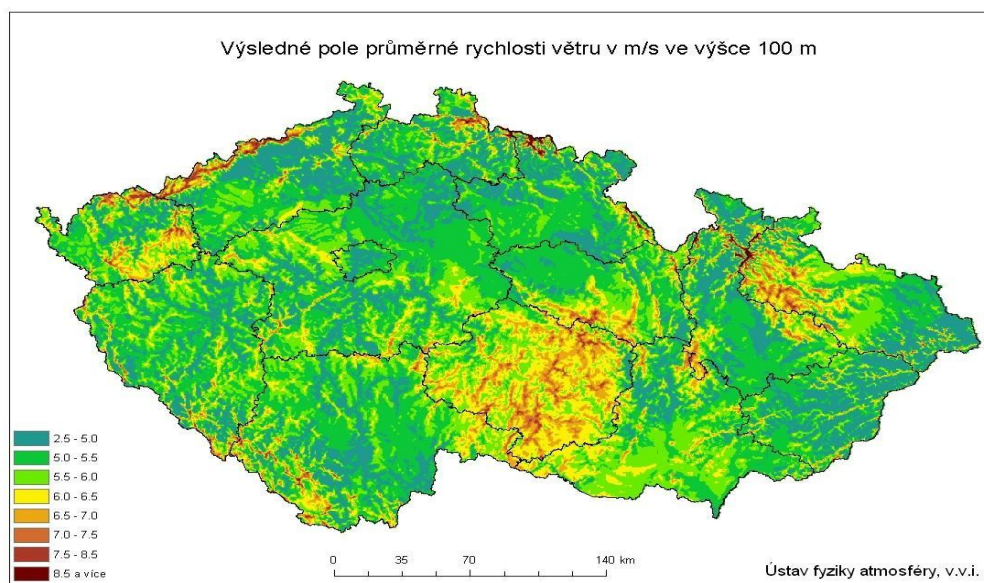 Výsledné pole průměrné rychlosti větru v m/s ve výšce 100 m
2.5 - 5.0
5.0 - 5.5
5.5 - 6.0
6.0 - 6.5
6.5 - 7.0
7.0 - 7.5
7.5 - 8.5
8.5 a více
0 35 70 140 km
Ústav fyziky atmosféry, v.v.i.